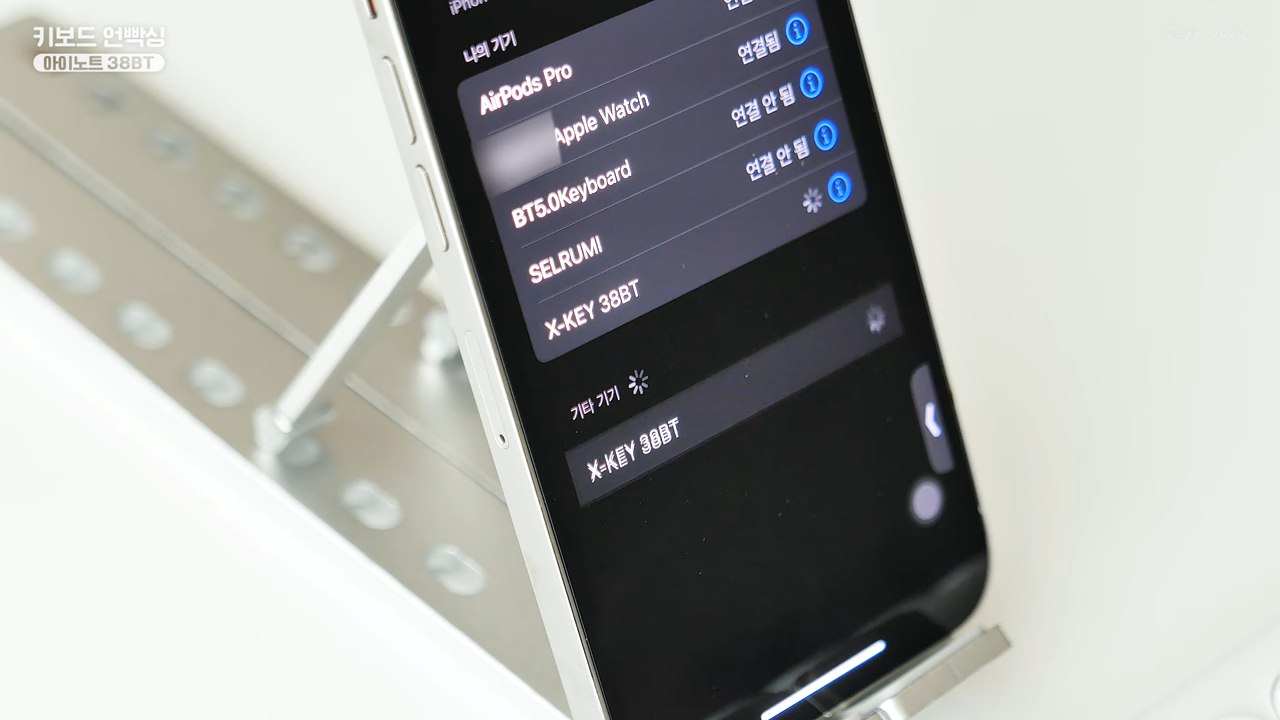 키보드 언빡싱
아이노트 38BT
iPhone
나의 기기
AirPods Pro
Apple Watch 연결됨
BT5.0Keyboard 연결 안 됨
SELRUMI 연결 안 됨
X-KEY 38BT
기타 기기
X-KEY 38BT